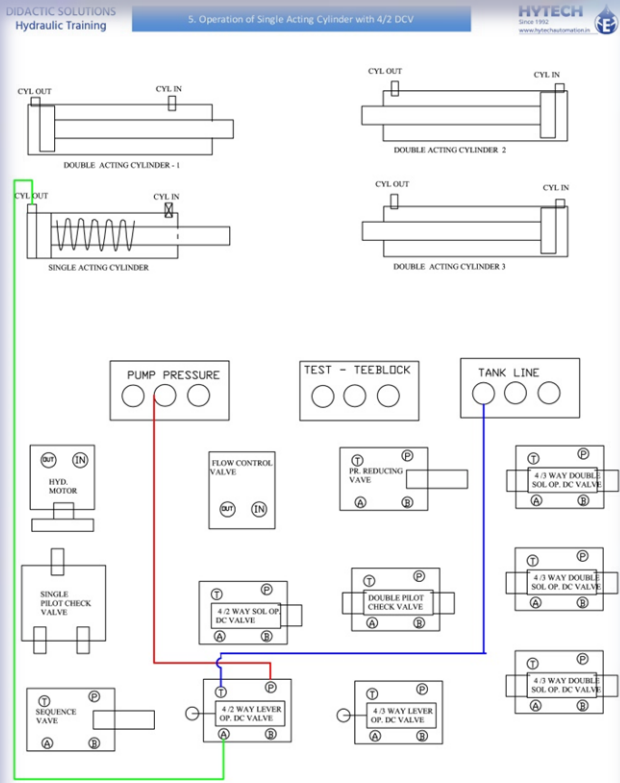 DIDACTIC SOLUTIONS
Hydraulic Training
5. Operation of Single Acting Cylinder with 4/2 DCV
HYTECH
Since 1992
www.hytechautomation.in
E
CYL OUT
CYL IN
DOUBLE ACTING CYLINDER - 1
CYL OUT
CYL IN
DOUBLE ACTING CYLINDER 2
CYL OUT
CYL IN
SINGLE ACTING CYLINDER
CYL OUT
CYL IN
DOUBLE ACTING CYLINDER 3
PUMP PRESSURE
TEST - TEEBLOCK
TANK LINE
OUT IN
HYD.
MOTOR
FLOW CONTROL
VALVE
OUT IN
T P
PR. REDUCING
VAVE
A B
T P
4 /3 WAY DOUBLE
SOL OP. DC VALVE
A B
SINGLE
PILOT CHECK
VALVE
T P
4 /2 WAY SOL OP.
DC VALVE
A B
T P
DOUBLE PILOT
CHECK VALVE
A B
T P
4 /3 WAY DOUBLE
SOL OP. DC VALVE
A B
T P
SEQUENCE
VAVE
A B
T P
4 /2 WAY LEVER
OP. DC VALVE
A B
T P
4 /3 WAY LEVER
OP. DC VALVE
A B
T P
4 /3 WAY DOUBLE
SOL OP. DC VALVE
A B